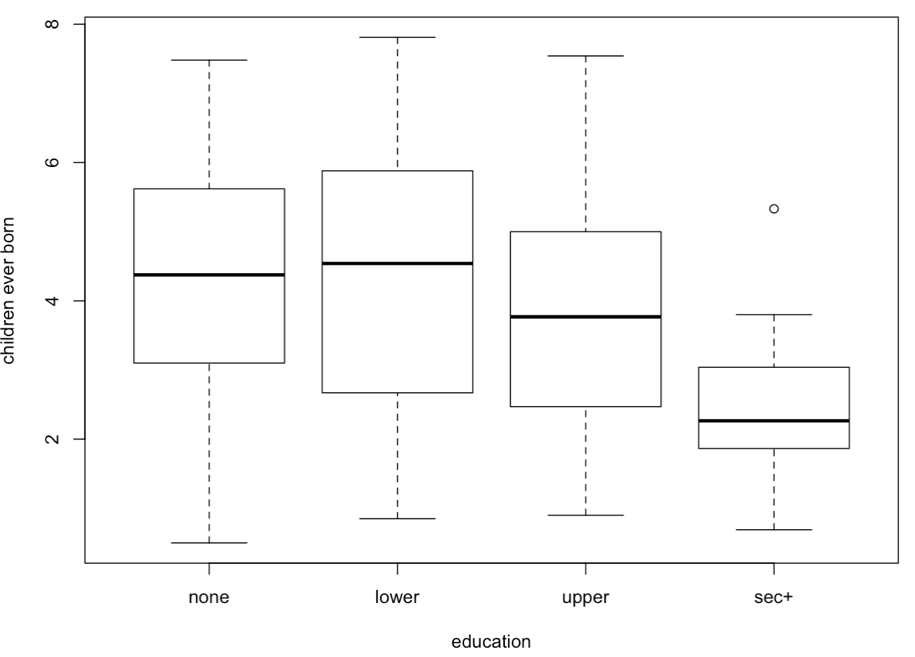 children ever born
8
6
4
2
none lower upper sec+
education